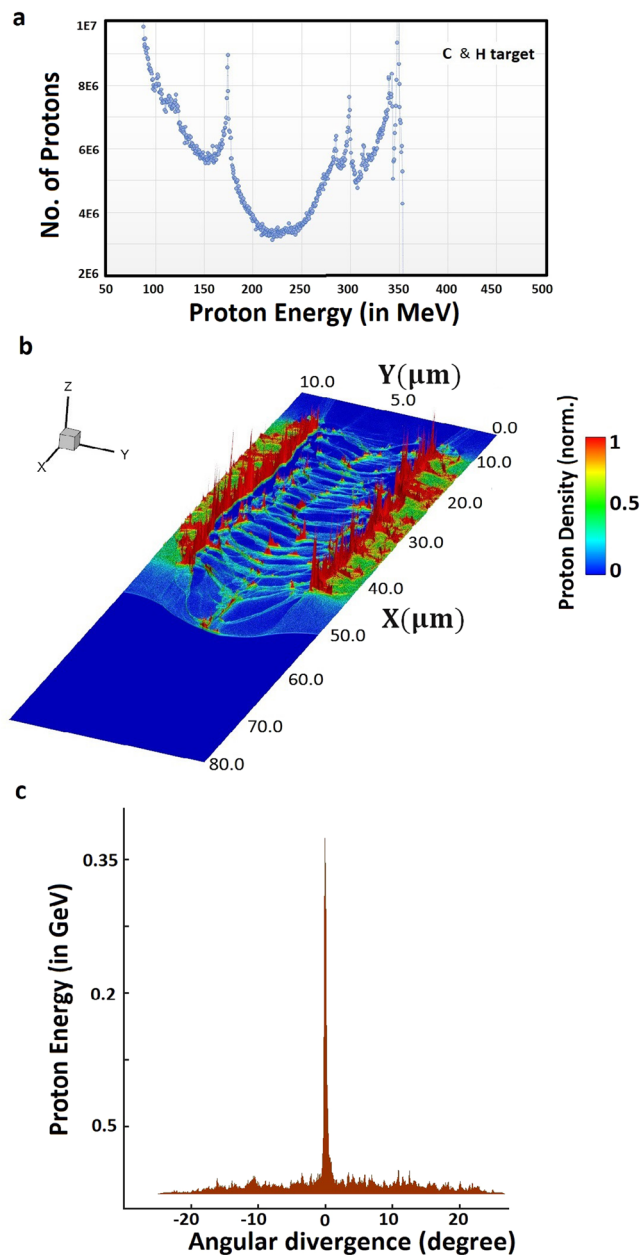 a
1E7
8E6
6E6
4E6
2E6
No. of Protons
C & H target
50 100 150 200 250 300 350 400 450 500
Proton Energy (in MeV)
b
Z
X
Y
Y(μm)
10.0
5.0
0.0
10.0
20.0
30.0
40.0
50.0
60.0
70.0
80.0
X(μm)
Proton Density (norm.)
1
0.5
0
c
0.35
0.2
0.5
Proton Energy (in GeV)
-20 -10 0 10 20
Angular divergence (degree)